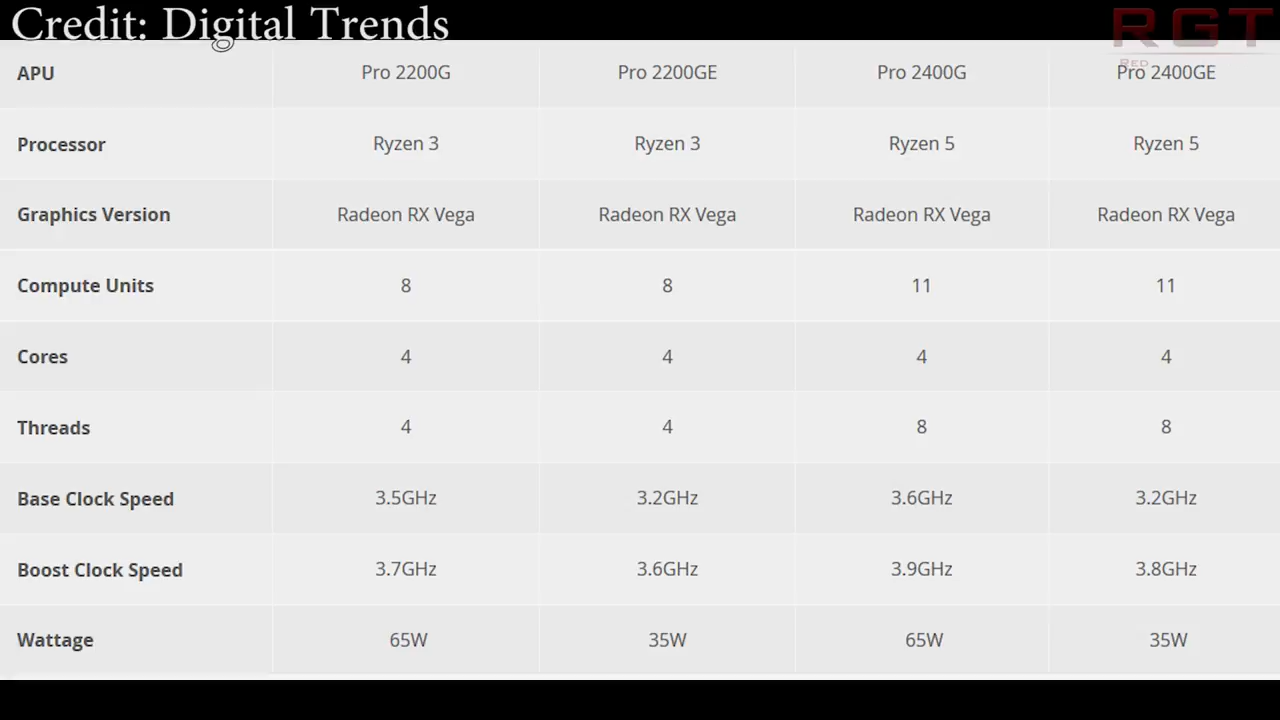 Credit: Digital Trends
RGT
RED
APU Pro 2200G Pro 2200GE Pro 2400G Pro 2400GE
Processor Ryzen 3 Ryzen 3 Ryzen 5 Ryzen 5
Graphics Version Radeon RX Vega Radeon RX Vega Radeon RX Vega Radeon RX Vega
Compute Units 8 8 11 11
Cores 4 4 4 4
Threads 4 4 8 8
Base Clock Speed 3.5GHz 3.2GHz 3.6GHz 3.2GHz
Boost Clock Speed 3.7GHz 3.6GHz 3.9GHz 3.8GHz
Wattage 65W 35W 65W 35W